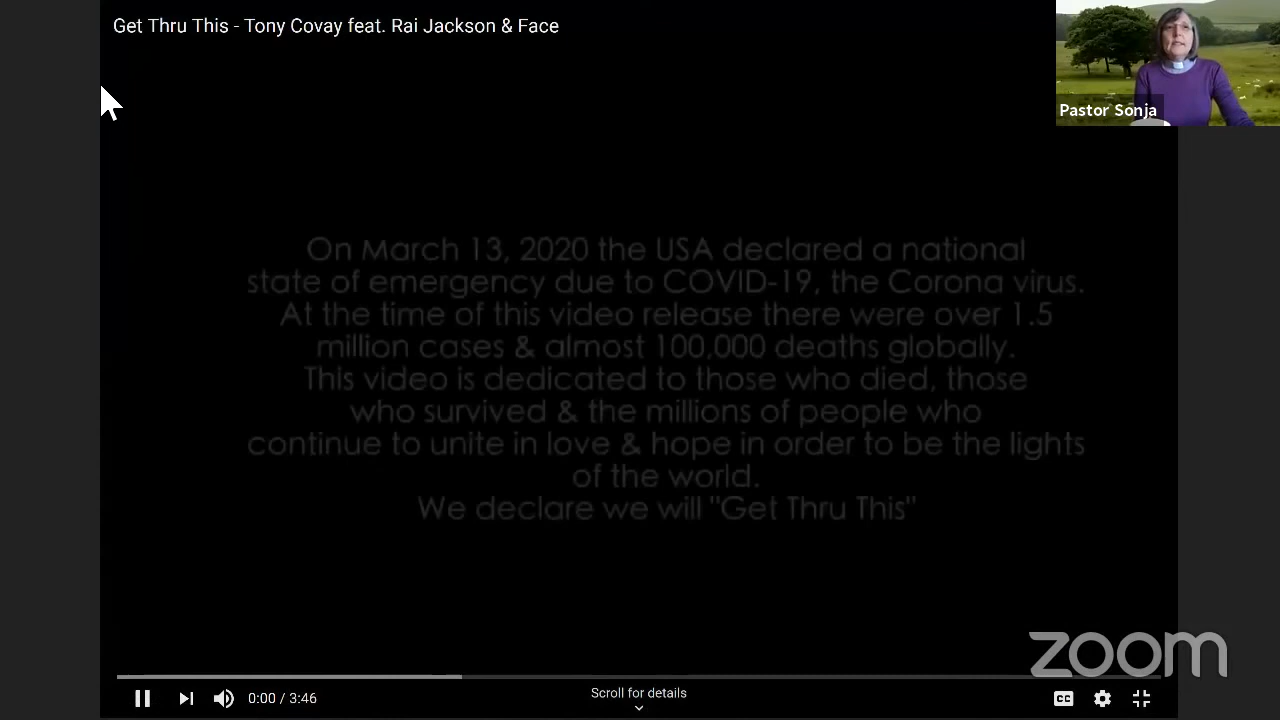 Get Thru This - Tony Covay feat. Rai Jackson & Face
Pastor Sonja
On March 13, 2020 the USA declared a national
state of emergency due to COVID-19, the Corona virus.
At the time of this video release there were over 1.5
million cases & almost 100,000 deaths globally.
This video is dedicated to those who died, those
who survived & the millions of people who
continue to unite in love & hope in order to be the lights
of the world.
We declare we will "Get Thru This"
zoom
0:00 / 3:46
Scroll for details
CC